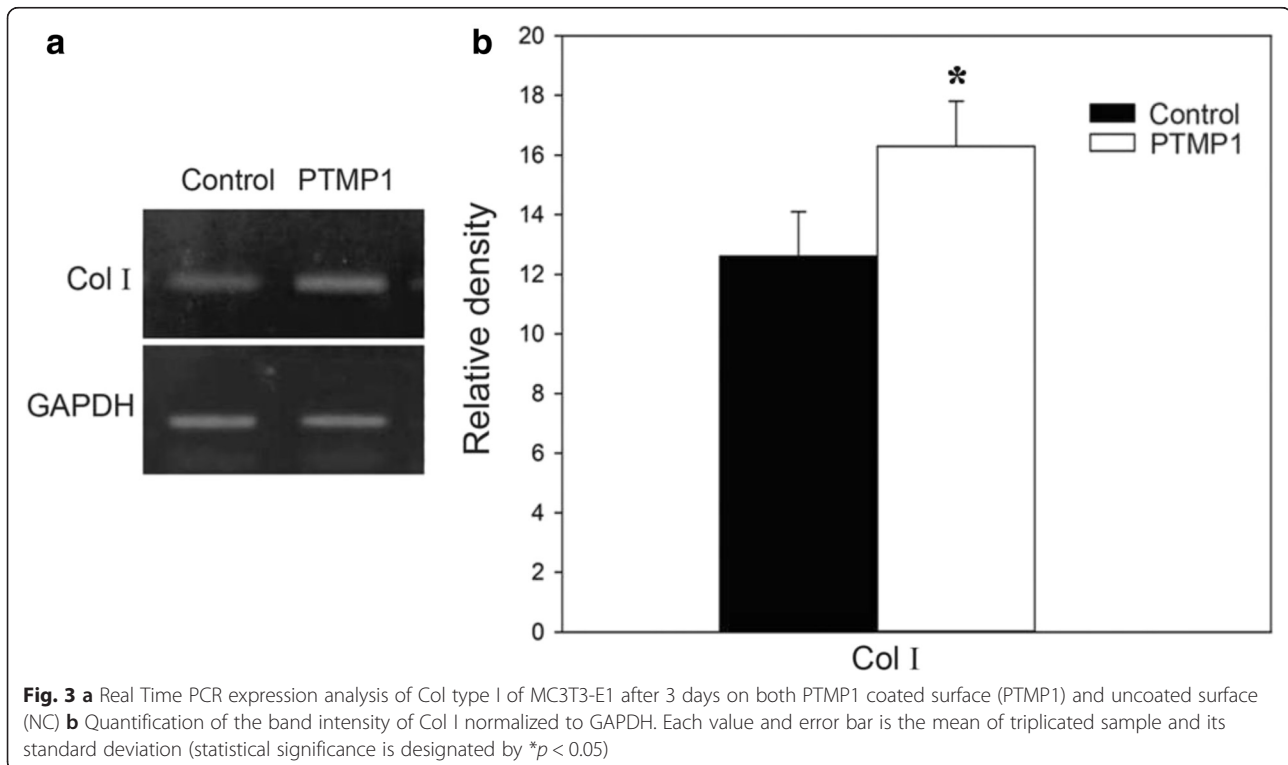 a
Control PTMP1
Col I
GAPDH
b
Relative density
20
18
16
14
12
10
8
6
4
2
0
*
Control
PTMP1
Col I
Fig. 3 a Real Time PCR expression analysis of Col type I of MC3T3-E1 after 3 days on both PTMP1 coated surface (PTMP1) and uncoated surface
(NC) b Quantification of the band intensity of Col I normalized to GAPDH. Each value and error bar is the mean of triplicated sample and its
standard deviation (statistical significance is designated by *p < 0.05)